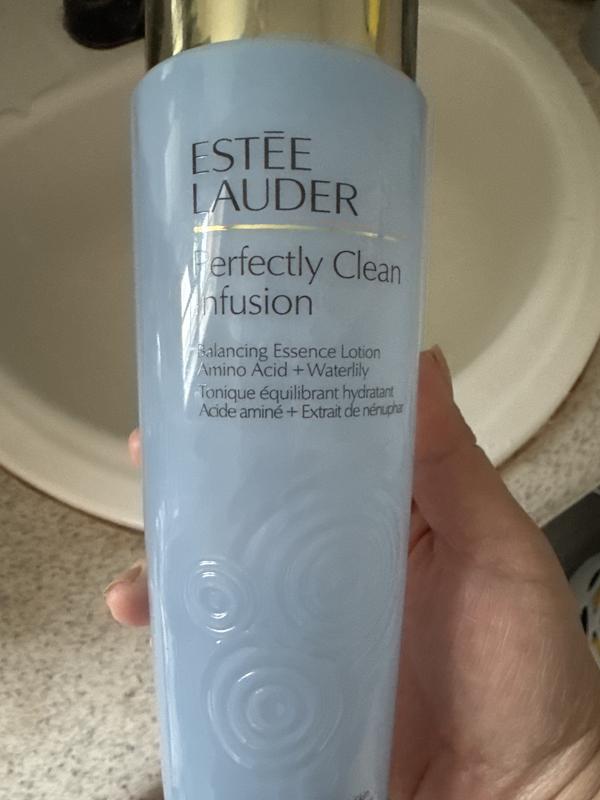 ESTĒE
LAUDER
Perfectly Clean
Infusion
Balancing Essence Lotion
Amino Acid + Waterlily
Tonique équilibrant hydratant
Acide aminé + Extrait de nénuphar